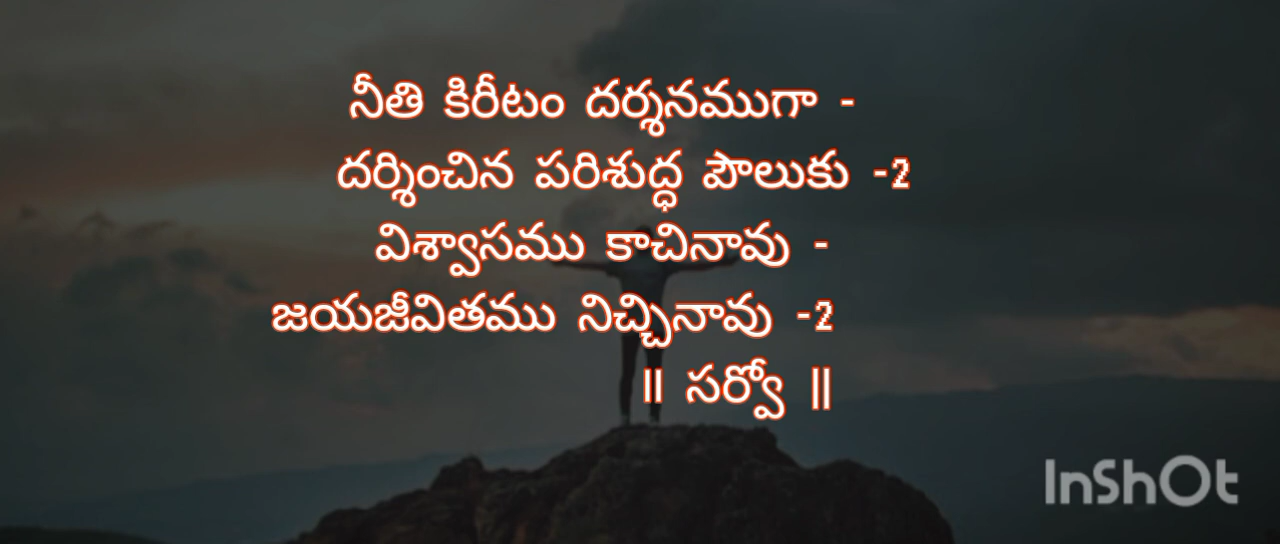 నీతి కిరీటం దర్శనముగా -
దర్శించిన పరిశుద్ధ పౌలుకు -2
విశ్వాసము కాచినావు -
జయజీవితము నిచ్చినావు -2
|| సర్వో ||
InShOt